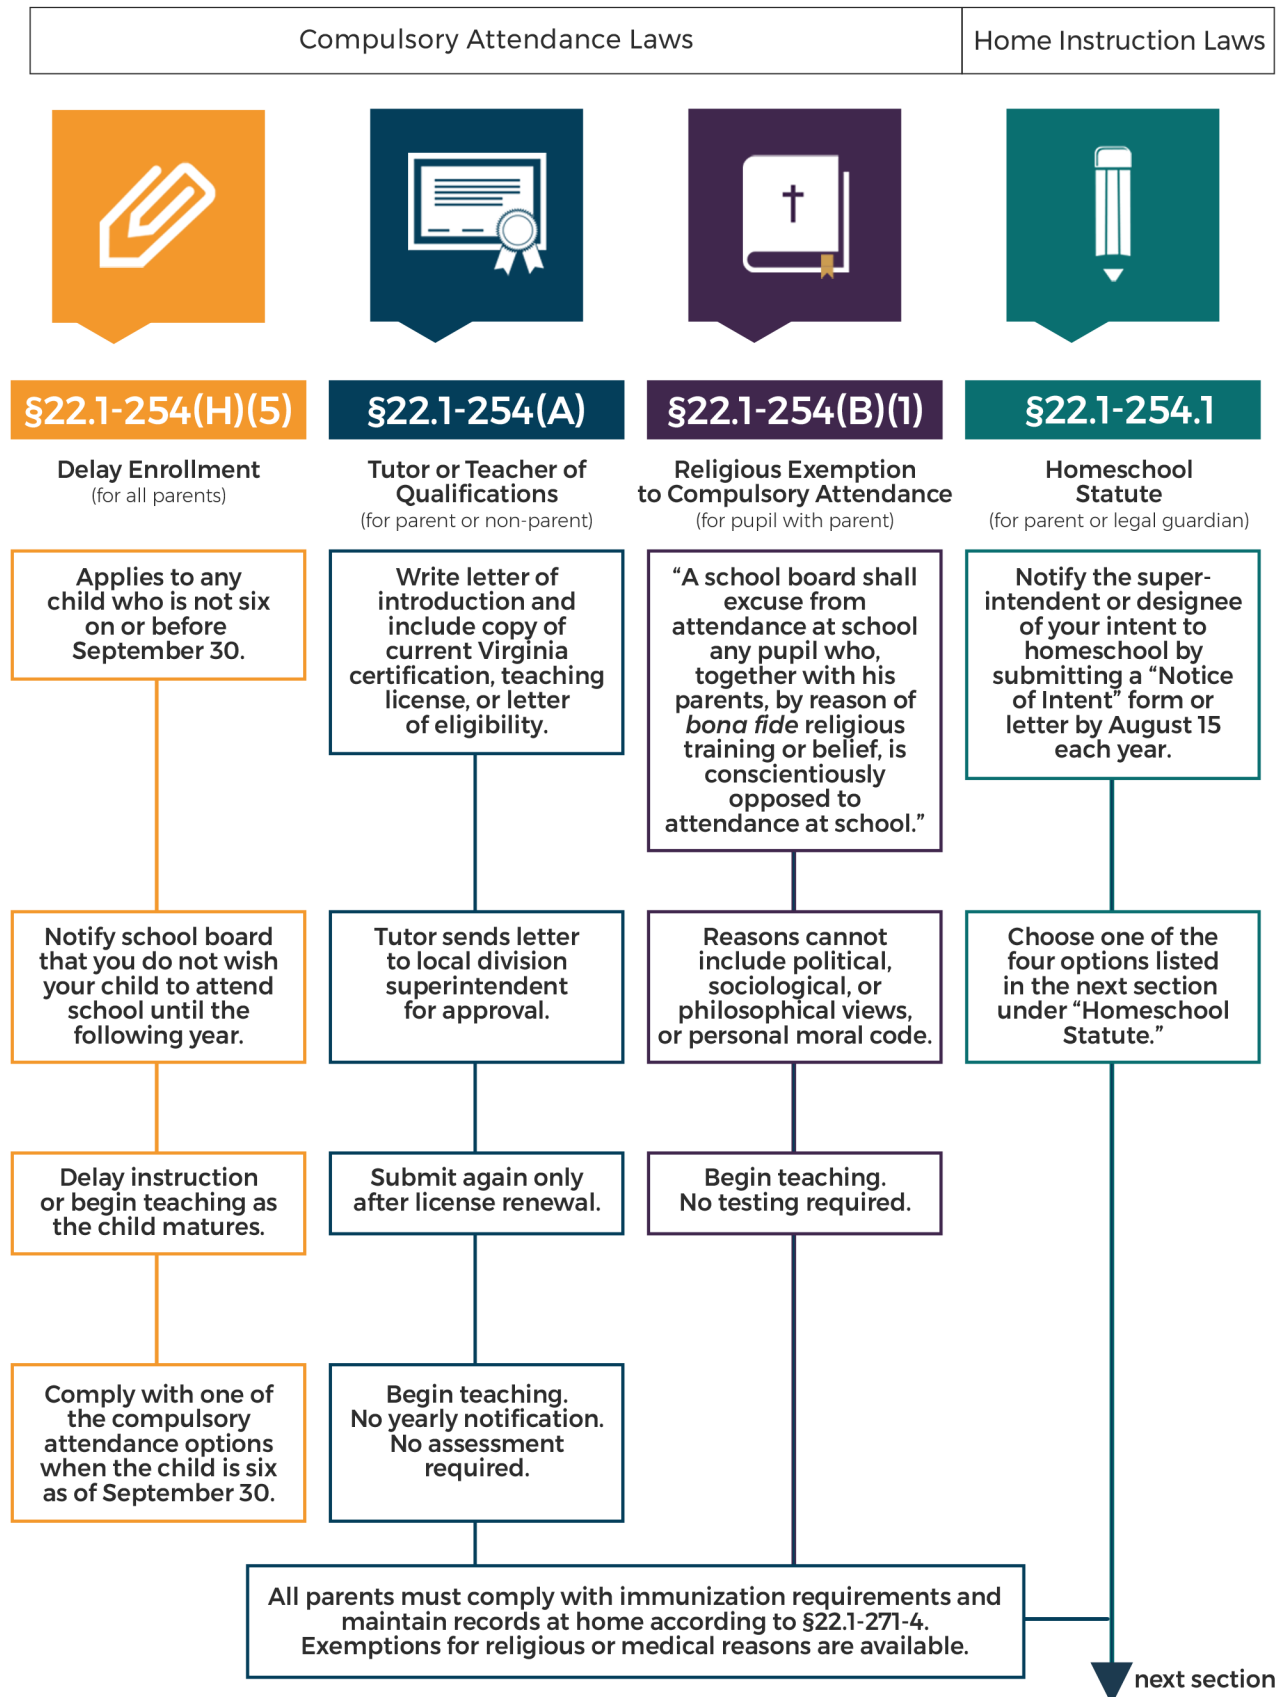 Compulsory Attendance Laws
Home Instruction Laws
§22.1-254(H)(5)
Delay Enrollment
(for all parents)
Applies to any
child who is not six
on or before
September 30.
Notify school board
that you do not wish
your child to attend
school until the
following year.
Delay instruction
or begin teaching as
the child matures.
Comply with one of
the compulsory
attendance options
when the child is six
as of September 30.
§22.1-254(A)
Tutor or Teacher of
Qualifications
(for parent or non-parent)
Write letter of
introduction and
include copy of
current Virginia
certification, teaching
license, or letter
of eligibility.
Tutor sends letter
to local division
superintendent
for approval.
Submit again only
after license renewal.
Begin teaching.
No yearly notification.
No assessment
required.
§22.1-254(B)(1)
Religious Exemption
to Compulsory Attendance
(for pupil with parent)
“A school board shall
excuse from
attendance at school
any pupil who,
together with his
parents, by reason of
bona fide religious
training or belief, is
conscientiously
opposed to
attendance at school.”
Reasons cannot
include political,
sociological, or
philosophical views,
or personal moral code.
Begin teaching.
No testing required.
§22.1-254.1
Homeschool
Statute
(for parent or legal guardian)
Notify the super-
intendent or designee
of your intent to
homeschool by
submitting a “Notice
of Intent” form or
letter by August 15
each year.
Choose one of the
four options listed
in the next section
under “Homeschool
Statute.”
All parents must comply with immunization requirements and
maintain records at home according to §22.1-271-4.
Exemptions for religious or medical reasons are available.
next section